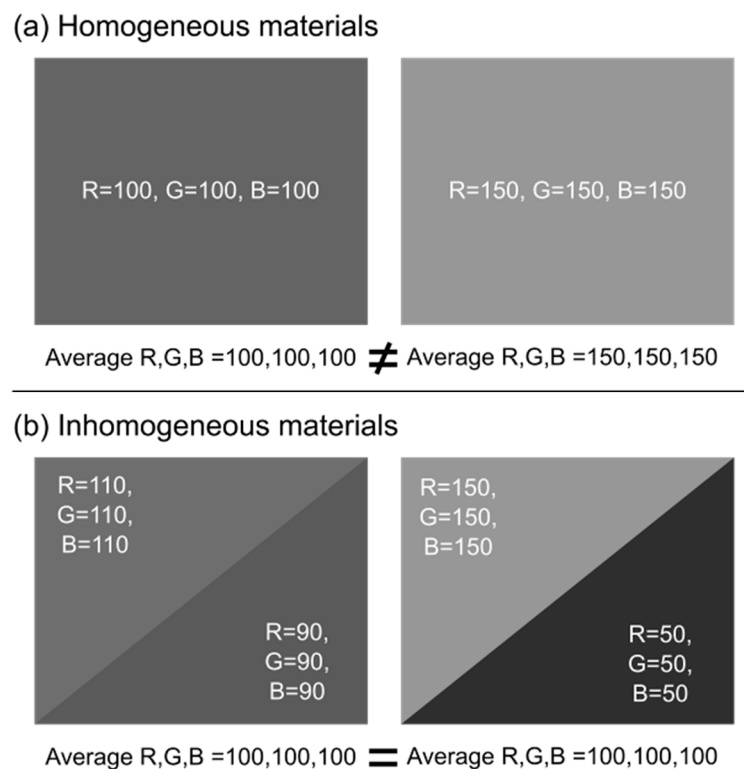 (a) Homogeneous materials
R=100, G=100, B=100
R=150, G=150, B=150
Average R,G,B =100,100,100 ≠ Average R,G,B =150,150,150
(b) Inhomogeneous materials
R=110,
G=110,
B=110
R=90,
G=90,
B=90
R=150,
G=150,
B=150
R=50,
G=50,
B=50
Average R,G,B =100,100,100 = Average R,G,B =100,100,100